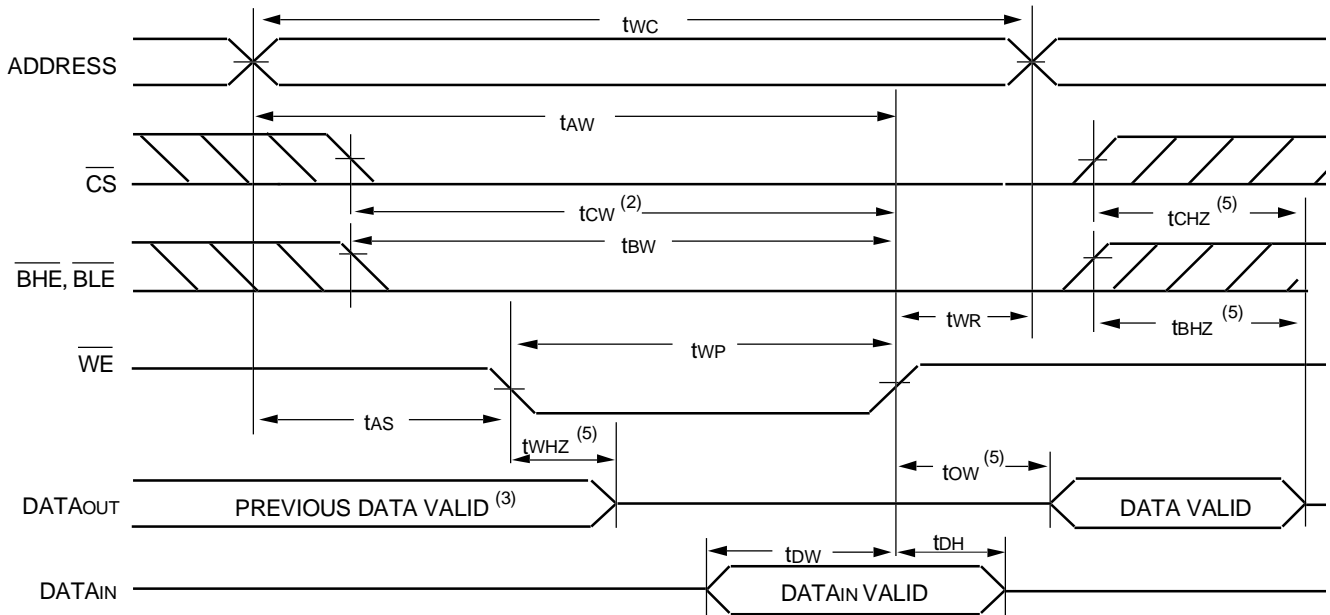 tWC
ADDRESS
tAW
CS
tCW (2)
tCHZ (5)
tBW
BHE, BLE
tWR
tBHZ (5)
tWP
WE
tAS
tWHZ (5)
tOW (5)
DATAOUT
PREVIOUS DATA VALID (3)
DATA VALID
tDW
tDH
DATAIN
DATAIN VALID